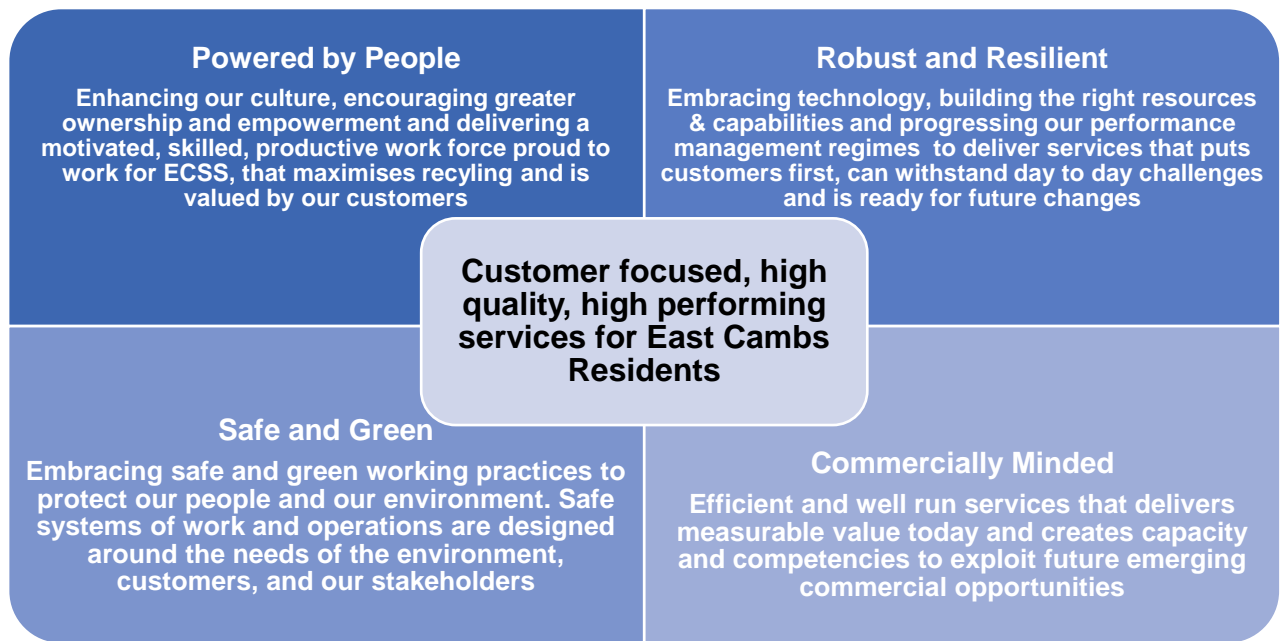 Powered by People
Enhancing our culture, encouraging greater
ownership and empowerment and delivering a
motivated, skilled, productive work force proud to
work for ECSS, that maximises recyling and is
valued by our customers
Robust and Resilient
Embracing technology, building the right resources
& capabilities and progressing our performance
management regimes  to deliver services that puts
customers first, can withstand day to day challenges
and is ready for future changes
Customer focused, high
quality, high performing
services for East Cambs
Residents
Safe and Green
Embracing safe and green working practices to
protect our people and our environment. Safe
systems of work and operations are designed
around the needs of the environment,
customers, and our stakeholders
Commercially Minded
Efficient and well run services that delivers
measurable value today and creates capacity
and competencies to exploit future emerging
commercial opportunities